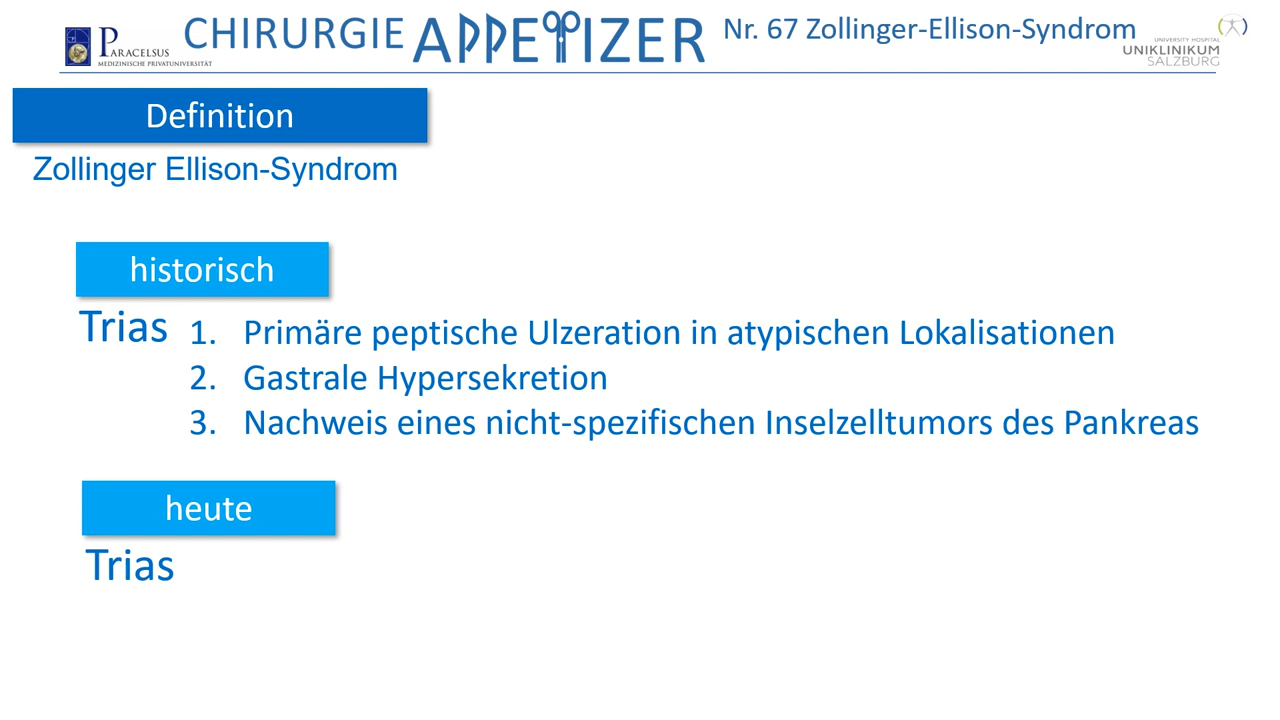 PARACELSUS
MEDIZINISCHE PRIVATUNIVERSITÄT
CHIRURGIE APPETIZER
Nr. 67 Zollinger-Ellison-Syndrom
UNIVERSITY HOSPITAL
UNIKLINIKUM
SALZBURG
Definition
Zollinger Ellison-Syndrom
historisch
Trias
1. Primäre peptische Ulzeration in atypischen Lokalisationen
2. Gastrale Hypersekretion
3. Nachweis eines nicht-spezifischen Inselzelltumors des Pankreas
heute
Trias